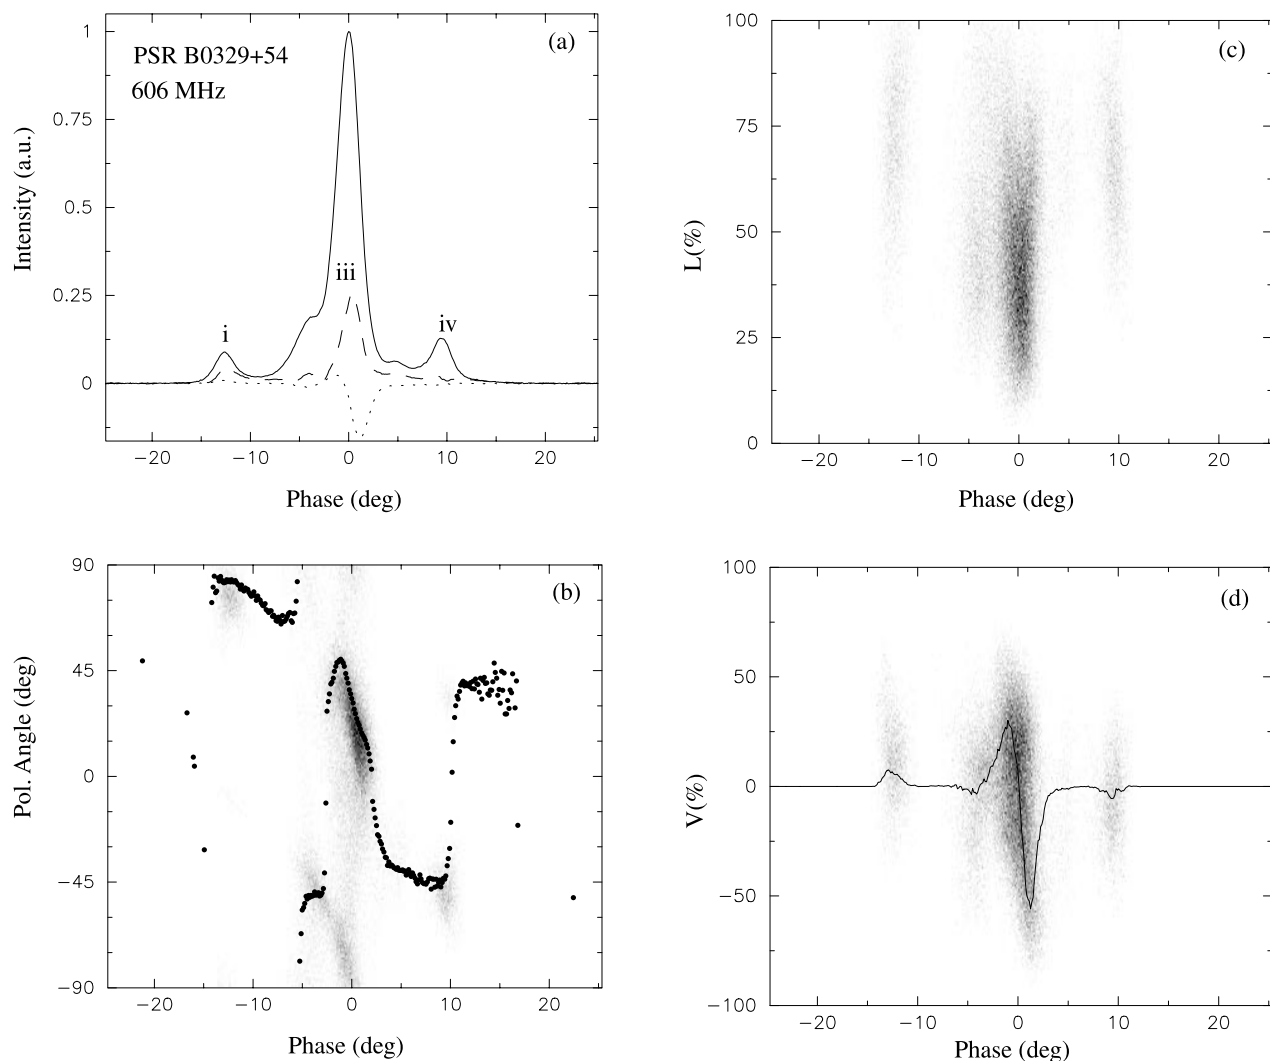 PSR B0329+54
606 MHz
(a)
i
iii
iv
1
0.75
0.5
0.25
0
Intensity (a.u.)
−20
−10
0
10
20
Phase (deg)
(c)
100
75
50
25
0
L(%)
−20
−10
0
10
20
Phase (deg)
(b)
90
45
0
−45
−90
Pol. Angle (deg)
−20
−10
0
10
20
Phase (deg)
(d)
100
50
0
−50
−100
V(%)
−20
−10
0
10
20
Phase (deg)